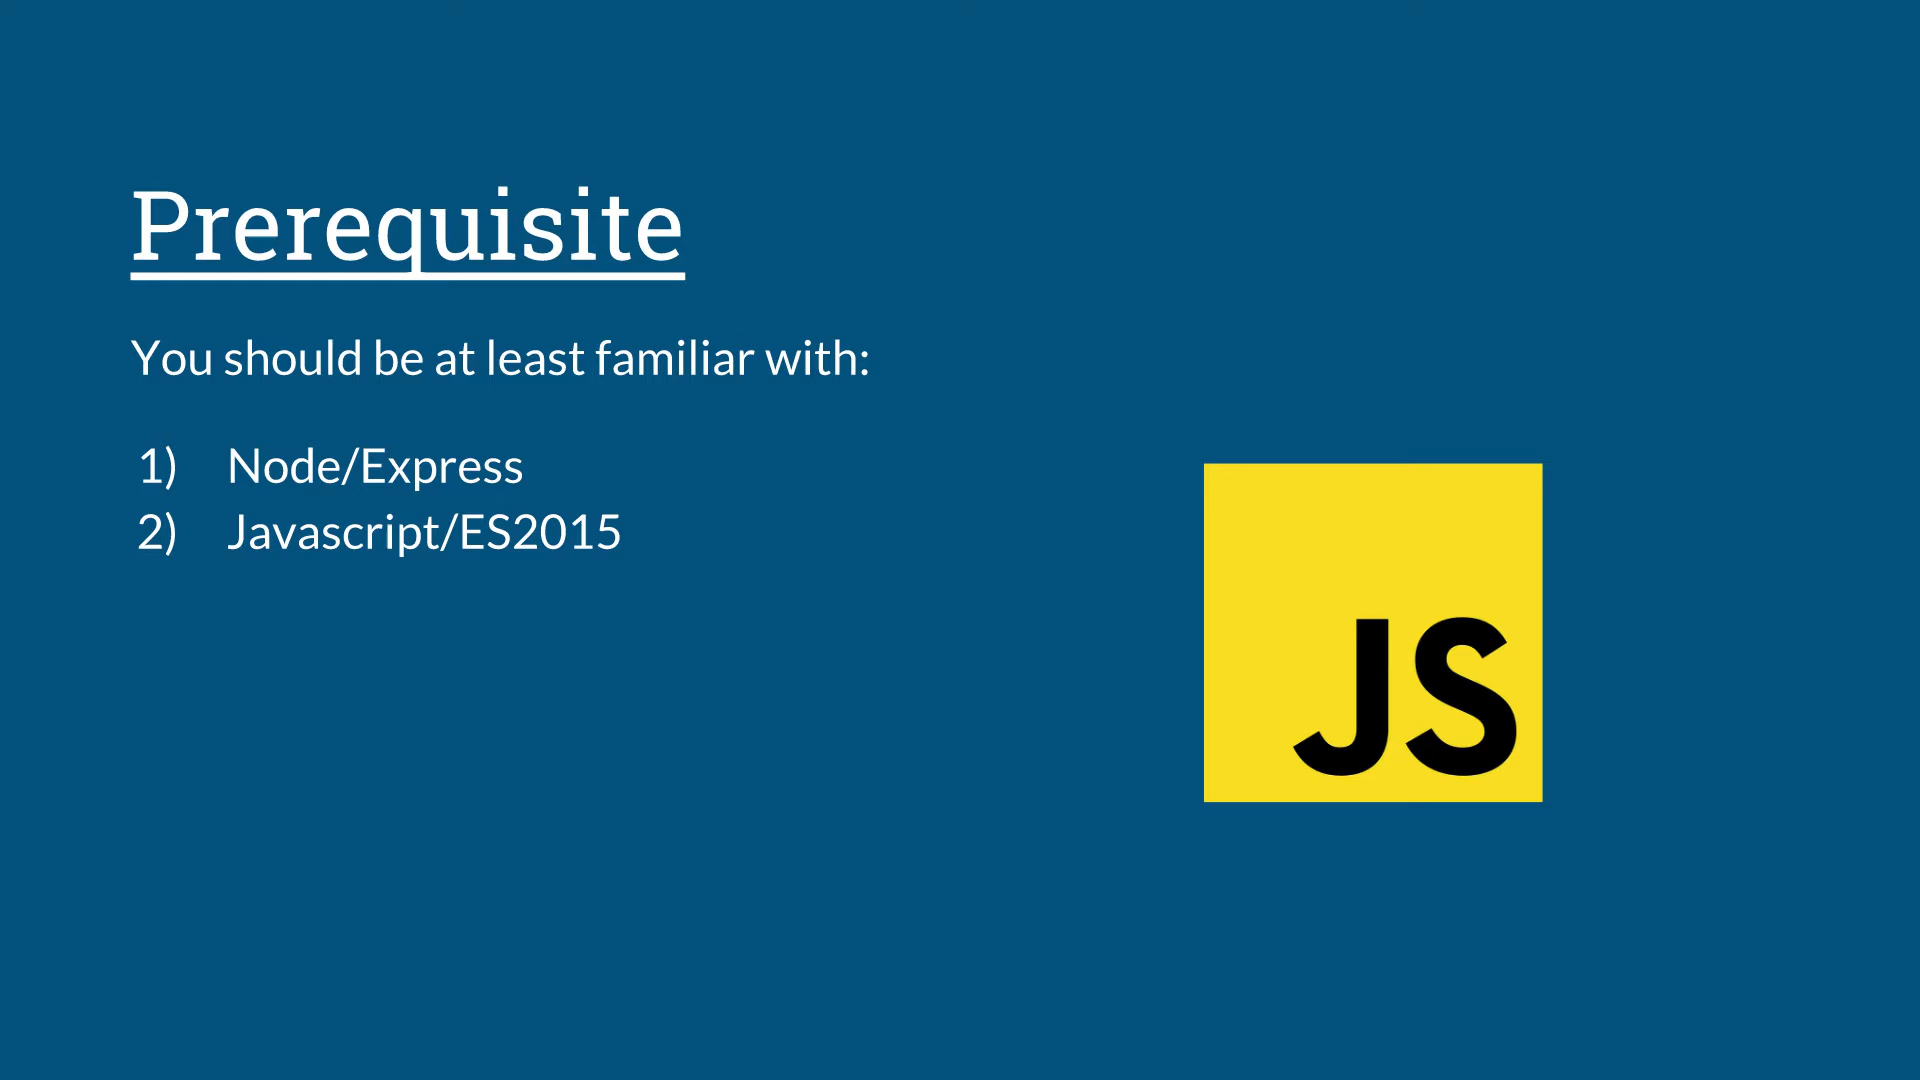 Prerequisite
You should be at least familiar with:
1) Node/Express
2) Javascript/ES2015
JS